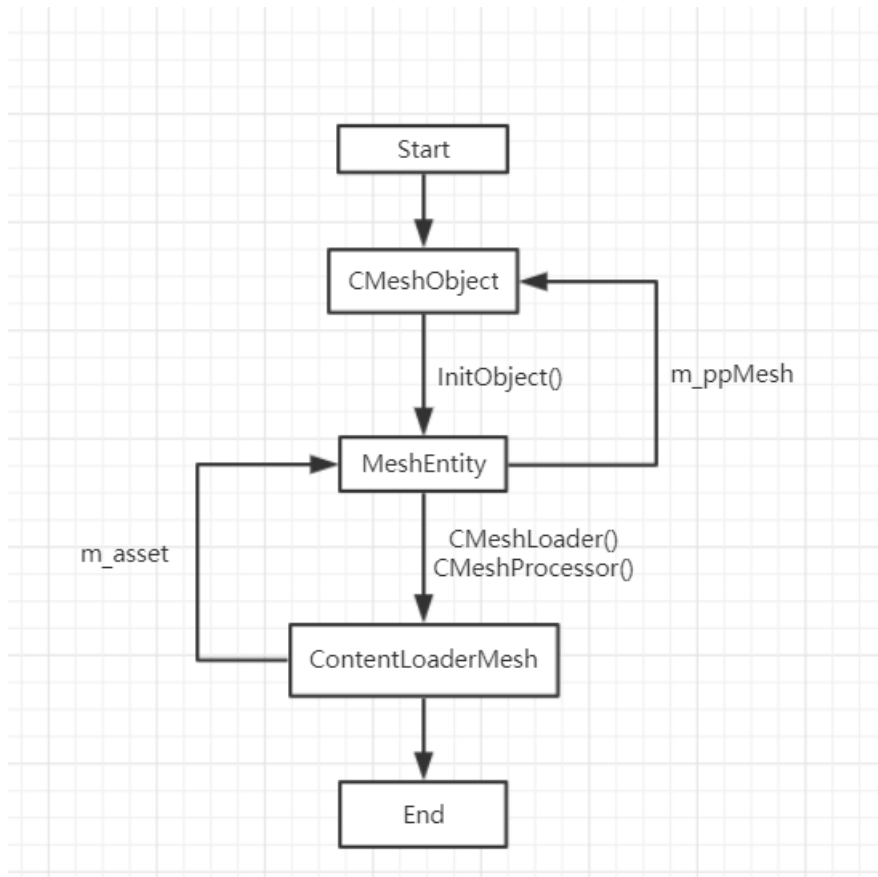 Start
CMeshObject
InitObject()
m_ppMesh
MeshEntity
CMeshLoader()
CMeshProcessor()
m_asset
ContentLoaderMesh
End